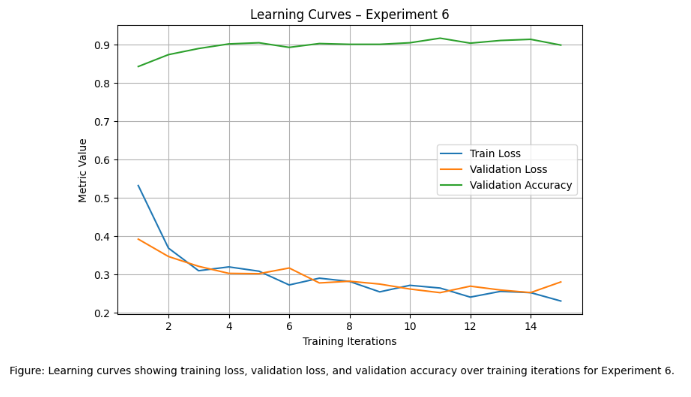 Learning Curves – Experiment 6
Metric Value
0.9
0.8
0.7
0.6
0.5
0.4
0.3
0.2
Train Loss
Validation Loss
Validation Accuracy
2 4 6 8 10 12 14
Training Iterations
Figure: Learning curves showing training loss, validation loss, and validation accuracy over training iterations for Experiment 6.